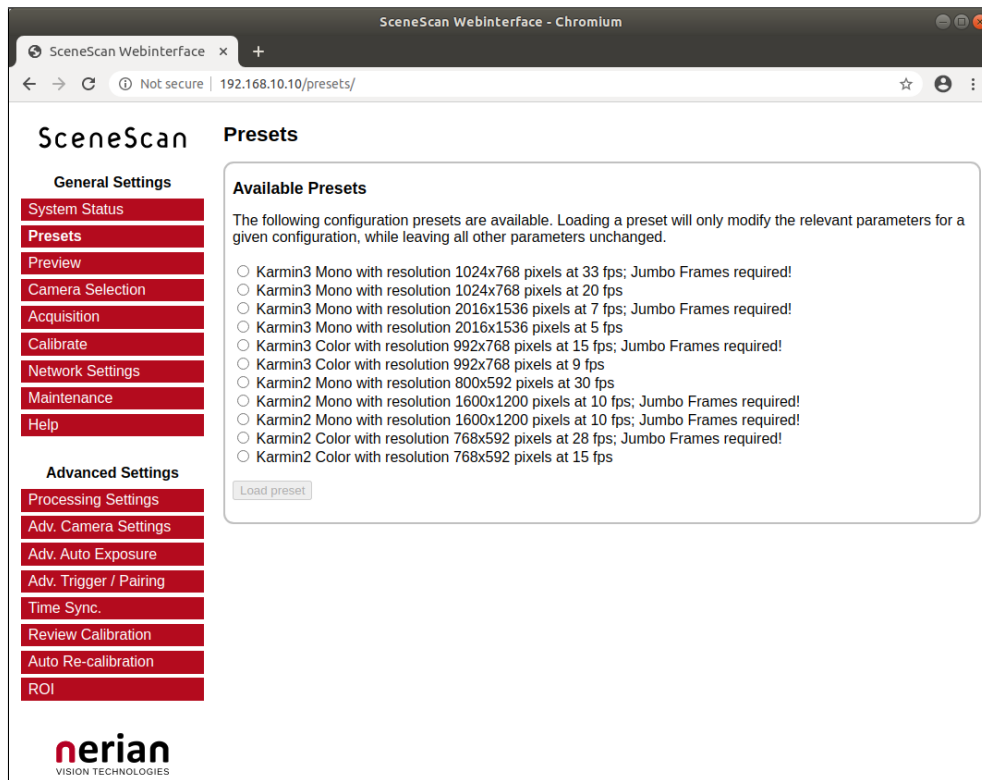 SceneScan Webinterface - Chromium
SceneScan Webinterface
Not secure | 192.168.10.10/presets/
SceneScan
General Settings
System Status
Presets
Preview
Camera Selection
Acquisition
Calibrate
Network Settings
Maintenance
Help
Advanced Settings
Processing Settings
Adv. Camera Settings
Adv. Auto Exposure
Adv. Trigger / Pairing
Time Sync.
Review Calibration
Auto Re-calibration
ROI
nerian
VISION TECHNOLOGIES
Presets
Available Presets
The following configuration presets are available. Loading a preset will only modify the relevant parameters for a
given configuration, while leaving all other parameters unchanged.
Karmin3 Mono with resolution 1024x768 pixels at 33 fps; Jumbo Frames required!
Karmin3 Mono with resolution 1024x768 pixels at 20 fps
Karmin3 Mono with resolution 2016x1536 pixels at 7 fps; Jumbo Frames required!
Karmin3 Mono with resolution 2016x1536 pixels at 5 fps
Karmin3 Color with resolution 992x768 pixels at 15 fps; Jumbo Frames required!
Karmin3 Color with resolution 992x768 pixels at 9 fps
Karmin2 Mono with resolution 800x592 pixels at 30 fps
Karmin2 Mono with resolution 1600x1200 pixels at 10 fps; Jumbo Frames required!
Karmin2 Mono with resolution 1600x1200 pixels at 10 fps; Jumbo Frames required!
Karmin2 Color with resolution 768x592 pixels at 28 fps; Jumbo Frames required!
Karmin2 Color with resolution 768x592 pixels at 15 fps
Load preset